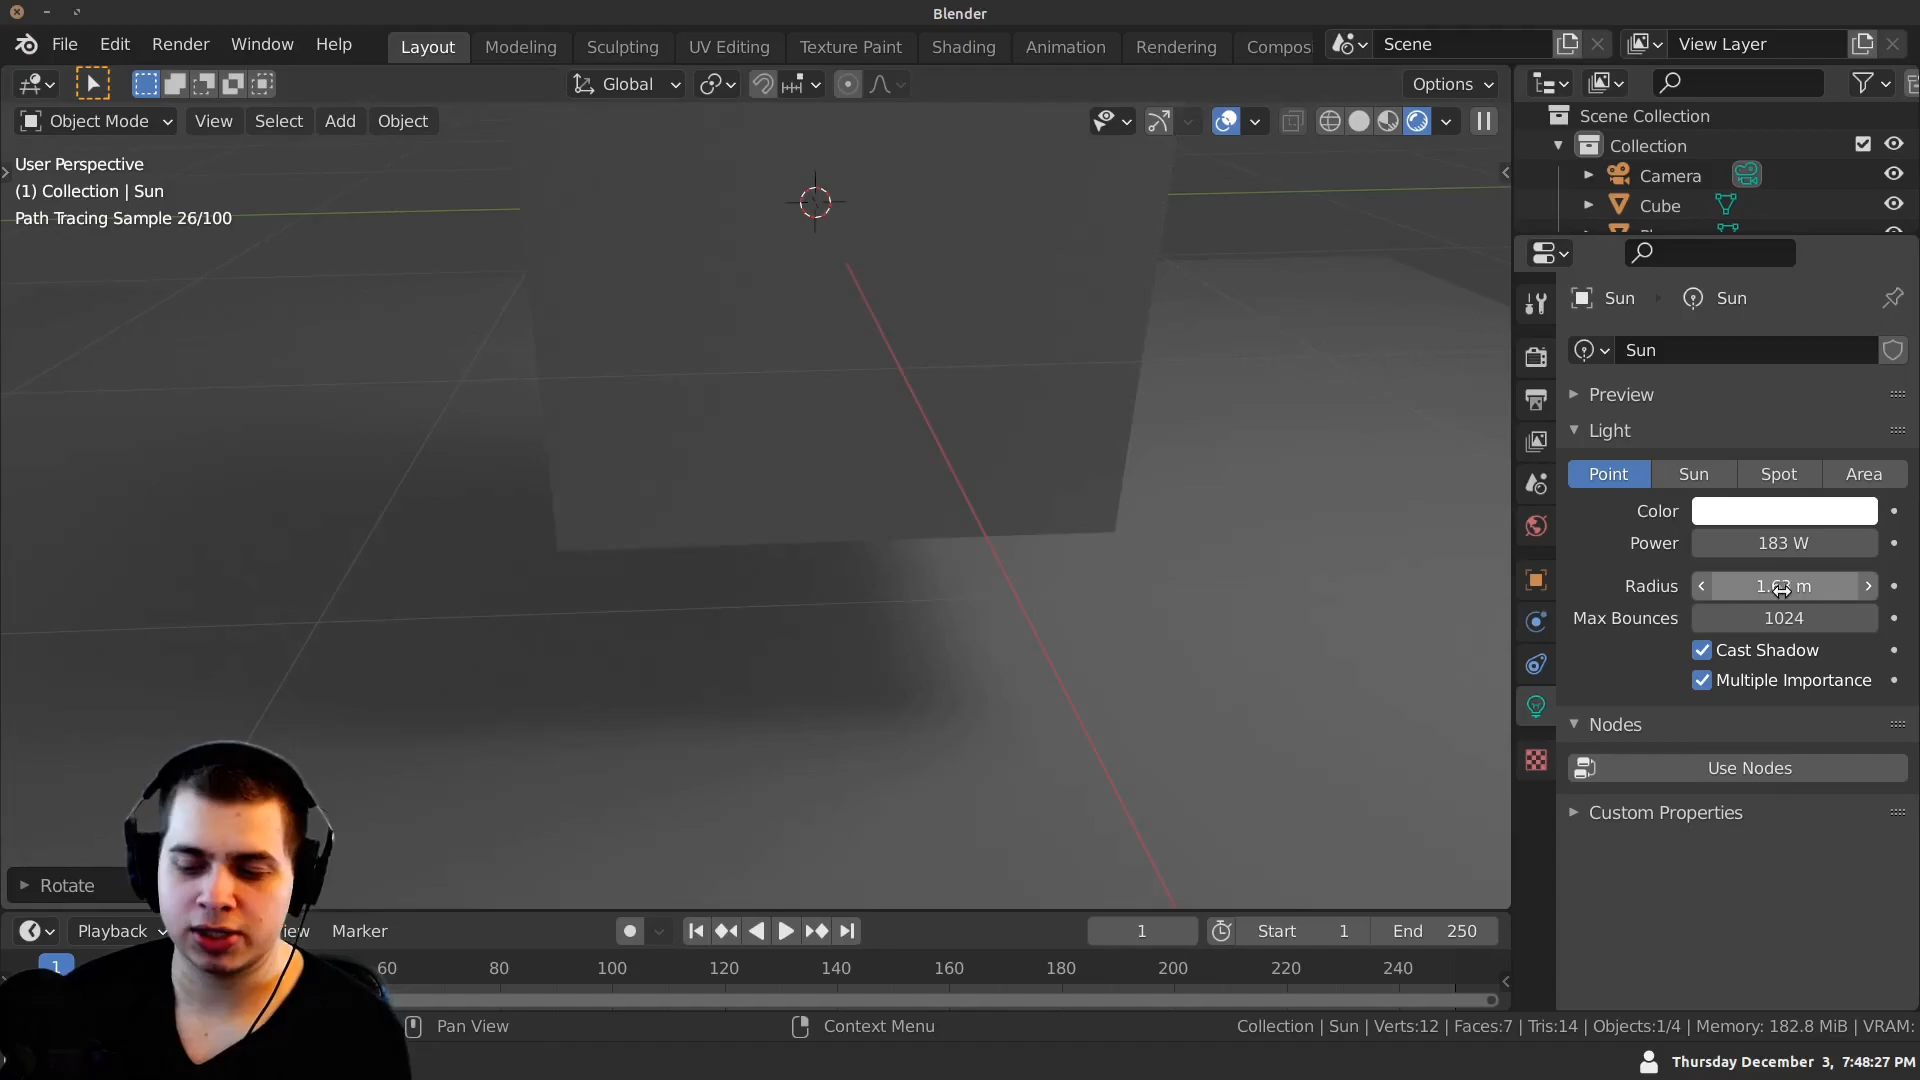 Blender
File Edit Render Window Help Layout Modeling Sculpting UV Editing Texture Paint Shading Animation Rendering Compos Scene View Layer
Global Options
Object Mode View Select Add Object
User Perspective
(1) Collection | Sun
Path Tracing Sample 26/100
Scene Collection
Collection
Camera
Cube
Sun Sun
Sun
Preview
Light
Point Sun Spot Area
Color
Power 183 W
Radius m
Max Bounces 1024
Cast Shadow
Multiple Importance
Nodes
Use Nodes
Custom Properties
Rotate
Playback Marker 1 Start 1 End 250
1 60 80 100 120 140 160 180 200 220 240
Pan View Context Menu Collection | Sun | Verts:12 | Faces:7 | Tris:14 | Objects:1/4 | Memory: 182.8 MiB | VRAM:
Thursday December 3, 7:48:27 PM